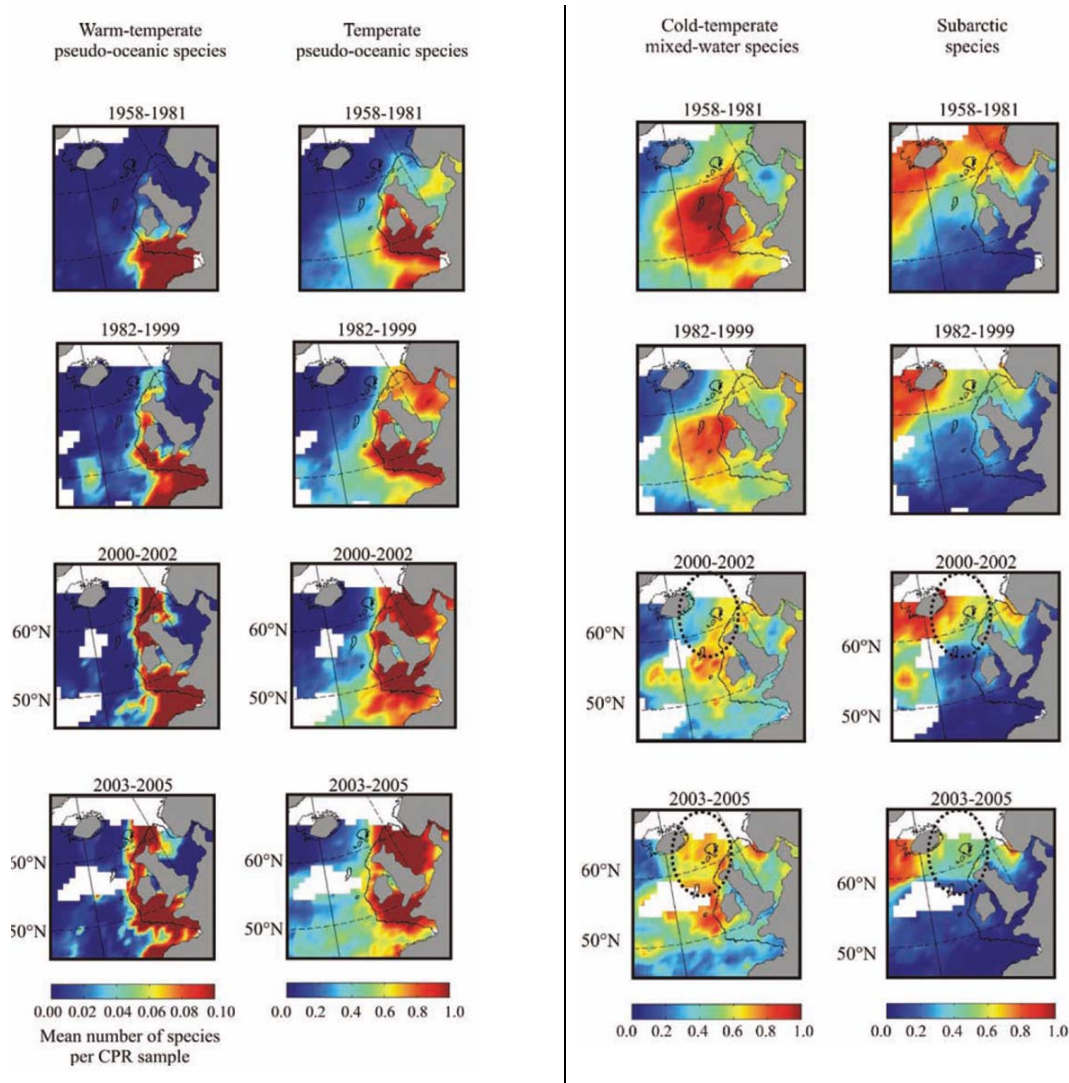 Warm-temperate
pseudo-oceanic species
Temperate
pseudo-oceanic species
Cold-temperate
mixed-water species
Subarctic
species
1958-1981
1958-1981
1958-1981
1958-1981
1982-1999
1982-1999
1982-1999
1982-1999
2000-2002
2000-2002
2000-2002
2000-2002
60°N
60°N
60°N
60°N
50°N
50°N
50°N
50°N
2003-2005
2003-2005
2003-2005
2003-2005
60°N
60°N
60°N
60°N
50°N
50°N
50°N
50°N
0.00 0.02 0.04 0.06 0.08 0.10
0.0 0.2 0.4 0.6 0.8 1.0
0.0 0.2 0.4 0.6 0.8 1.0
0.0 0.2 0.4 0.6 0.8 1.0
Mean number of species
per CPR sample